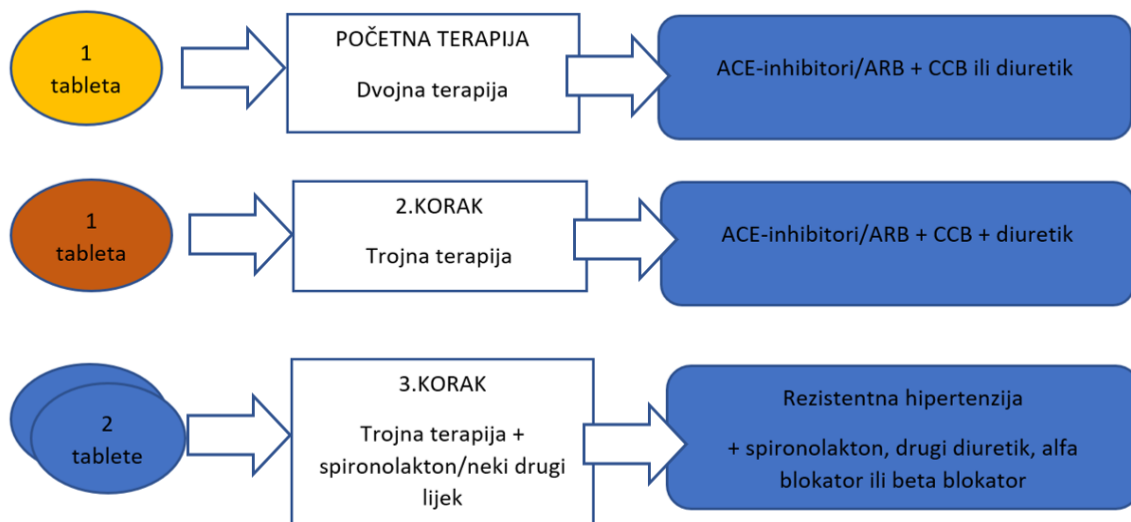 1
tableta
POČETNA TERAPIJA
Dvojna terapija
ACE-inhibitori/ARB + CCB ili diuretik
1
tableta
2.KORAK
Trojna terapija
ACE-inhibitori/ARB + CCB + diuretik
2
tablete
3.KORAK
Trojna terapija +
spironolakton/neki drugi
lijek
Rezistentna hipertenzija
+ spironolakton, drugi diuretik, alfa
blokator ili beta blokator